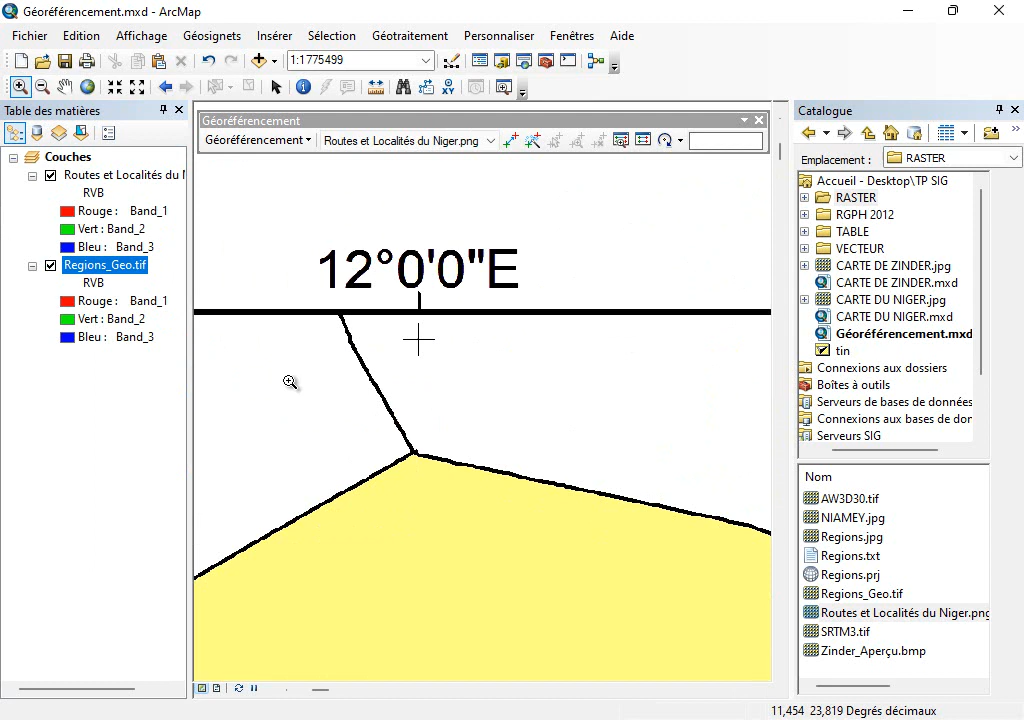 Géoréférencement.mxd - ArcMap
Fichier Edition Affichage Géosignets Insérer Sélection Géotraitement Personnaliser Fenêtres Aide
1:1775499
Table des matières
Couches
Routes et Localités du l
RVB
Rouge : Band_1
Vert : Band_2
Bleu : Band_3
Regions_Geo.tif
RVB
Rouge : Band_1
Vert : Band_2
Bleu : Band_3
Géoréférencement
Géoréférencement Routes et Localités du Niger.png
12°0'0"E
Catalogue
Emplacement : RASTER
Accueil - Desktop\TP SIG
RASTER
RGPH 2012
TABLE
VECTEUR
CARTE DE ZINDER.jpg
CARTE DE ZINDER.mxd
CARTE DU NIGER.jpg
CARTE DU NIGER.mxd
Géoréférencement.mxd
tin
Connexions aux dossiers
Boîtes à outils
Serveurs de bases de données
Connexions aux bases de dor
Serveurs SIG
Nom
AW3D30.tif
NIAMEY.jpg
Regions.jpg
Regions.txt
Regions.prj
Regions_Geo.tif
Routes et Localités du Niger.png
SRTM3.tif
Zinder_Aperçu.bmp
11,454 23,819 Degrés décimaux